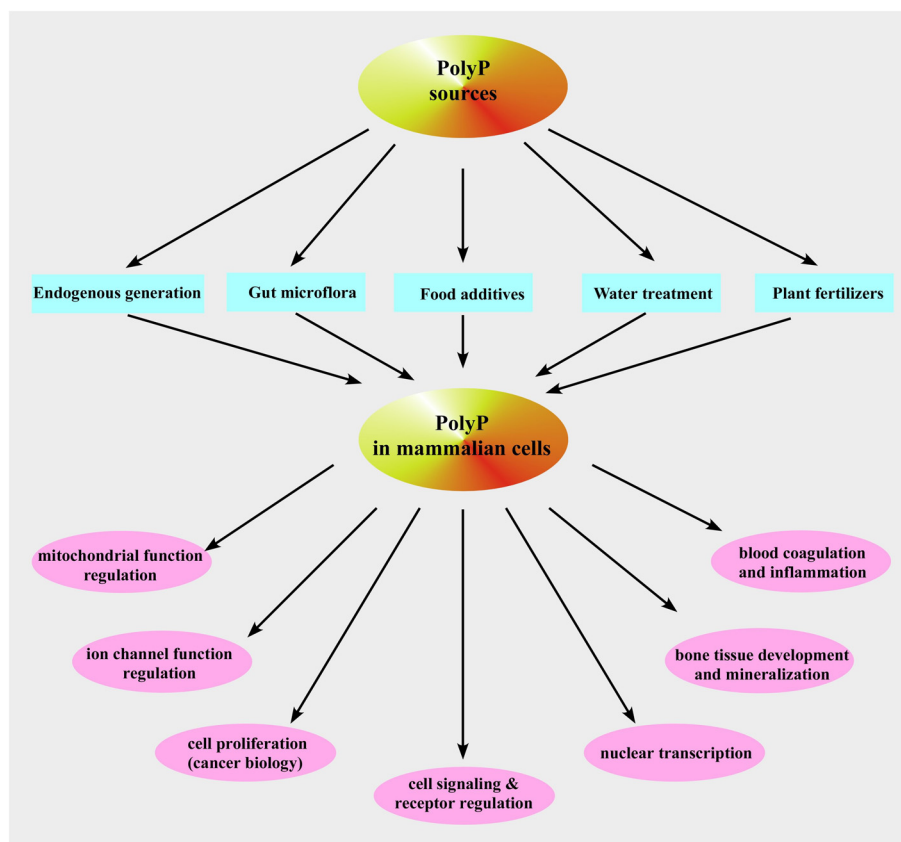 PolyP
sources
Endogenous generation
Gut microflora
Food additives
Water treatment
Plant fertilizers
PolyP
in mammalian cells
mitochondrial function
regulation
blood coagulation
and inflammation
ion channel function
regulation
bone tissue development
and mineralization
cell proliferation
(cancer biology)
nuclear transcription
cell signaling &
receptor regulation